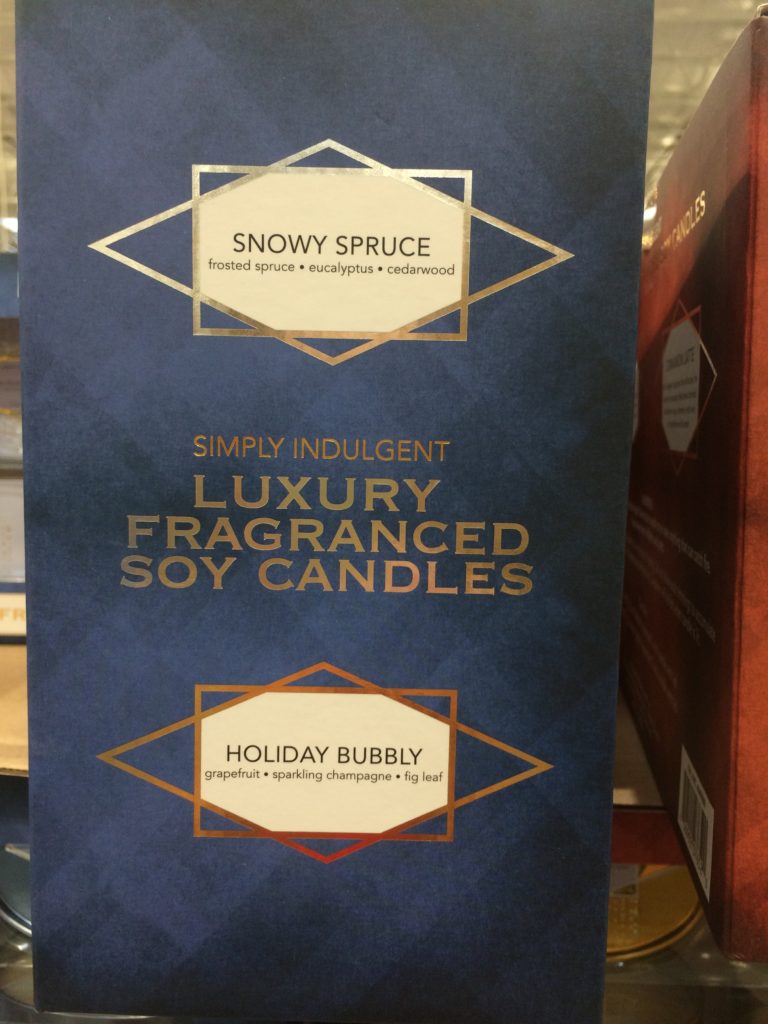 SNOWY SPRUCE
frosted spruce • eucalyptus • cedarwood
SIMPLY INDULGENT
LUXURY
FRAGRANCED
SOY CANDLES
HOLIDAY BUBBLY
grapefruit • sparkling champagne • fig leaf
CANDLES